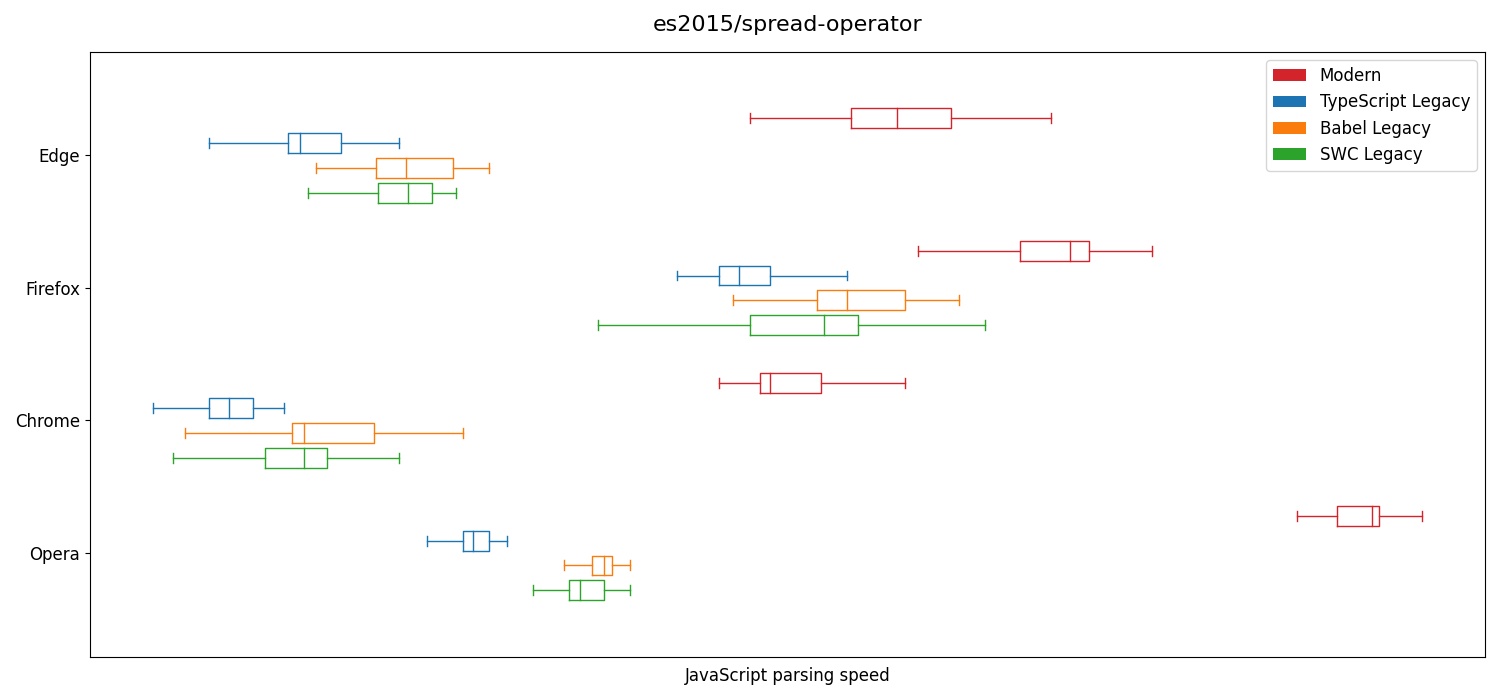 es2015/spread-operator
Modern
TypeScript Legacy
Babel Legacy
SWC Legacy
Edge
Firefox
Chrome
Opera
JavaScript parsing speed